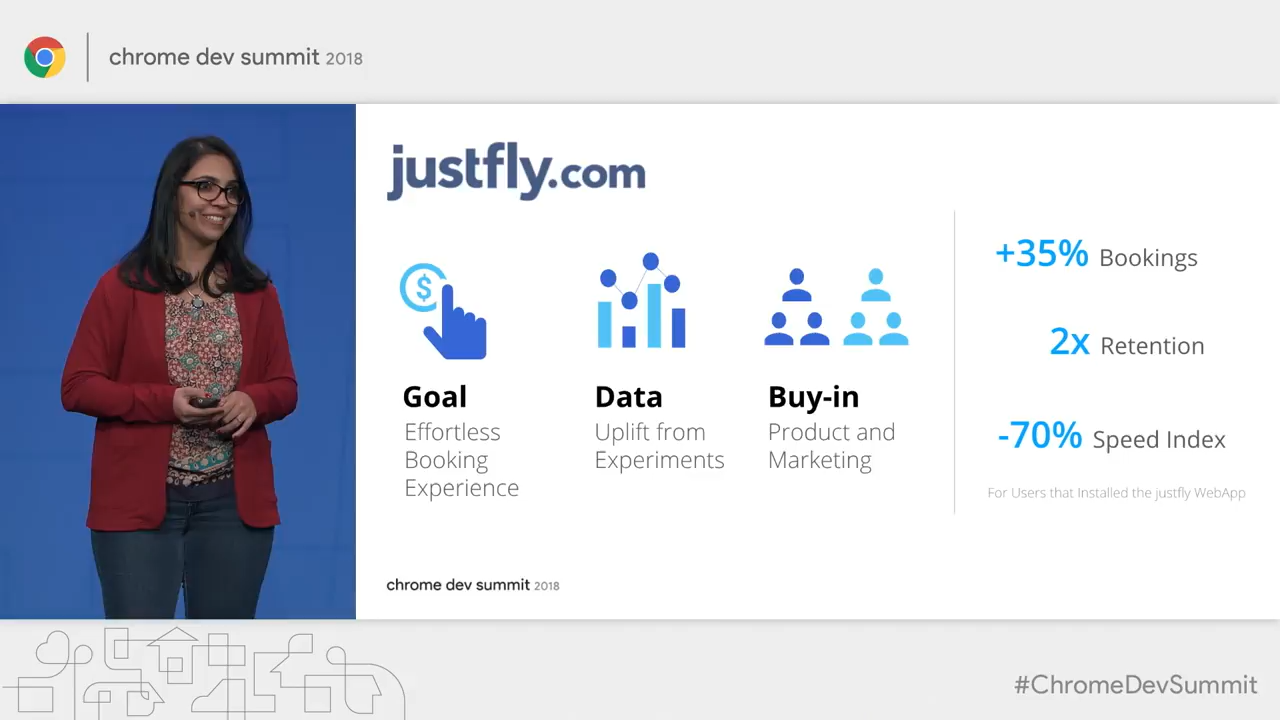 chrome dev summit 2018
justfly.com
$
+35% Bookings
2x Retention
-70% Speed Index
For Users that Installed the justfly WebApp
Goal
Effortless
Booking
Experience
Data
Uplift from
Experiments
Buy-in
Product and
Marketing
chrome dev summit 2018
#ChromeDevSummit